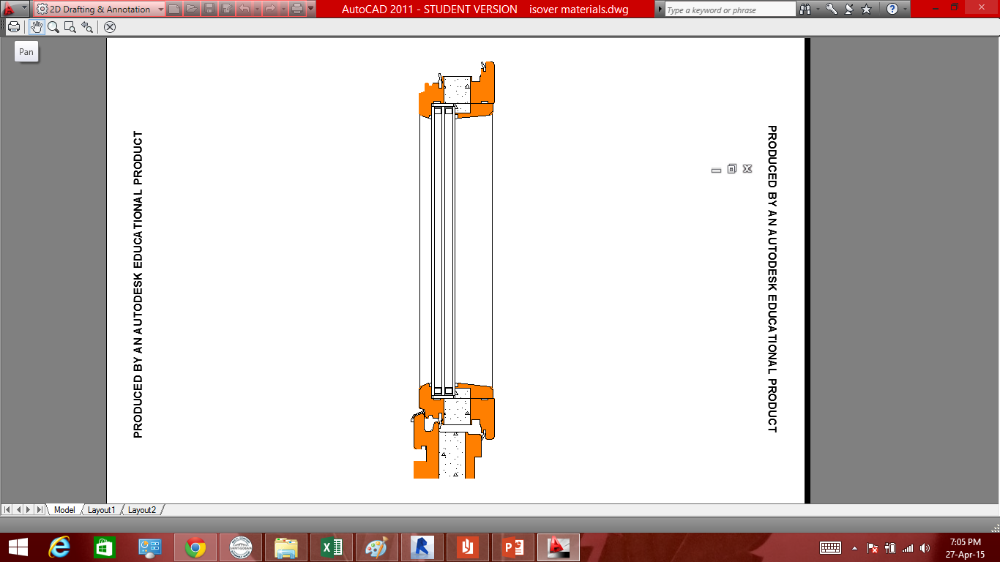 2D Drafting & Annotation
AutoCAD 2011 - STUDENT VERSION isover materials.dwg
Type a keyword or phrase
Pan
PRODUCED BY AN AUTODESK EDUCATIONAL PRODUCT
PRODUCED BY AN AUTODESK EDUCATIONAL PRODUCT
Model Layout1 Layout2
7:05 PM
27-Apr-15